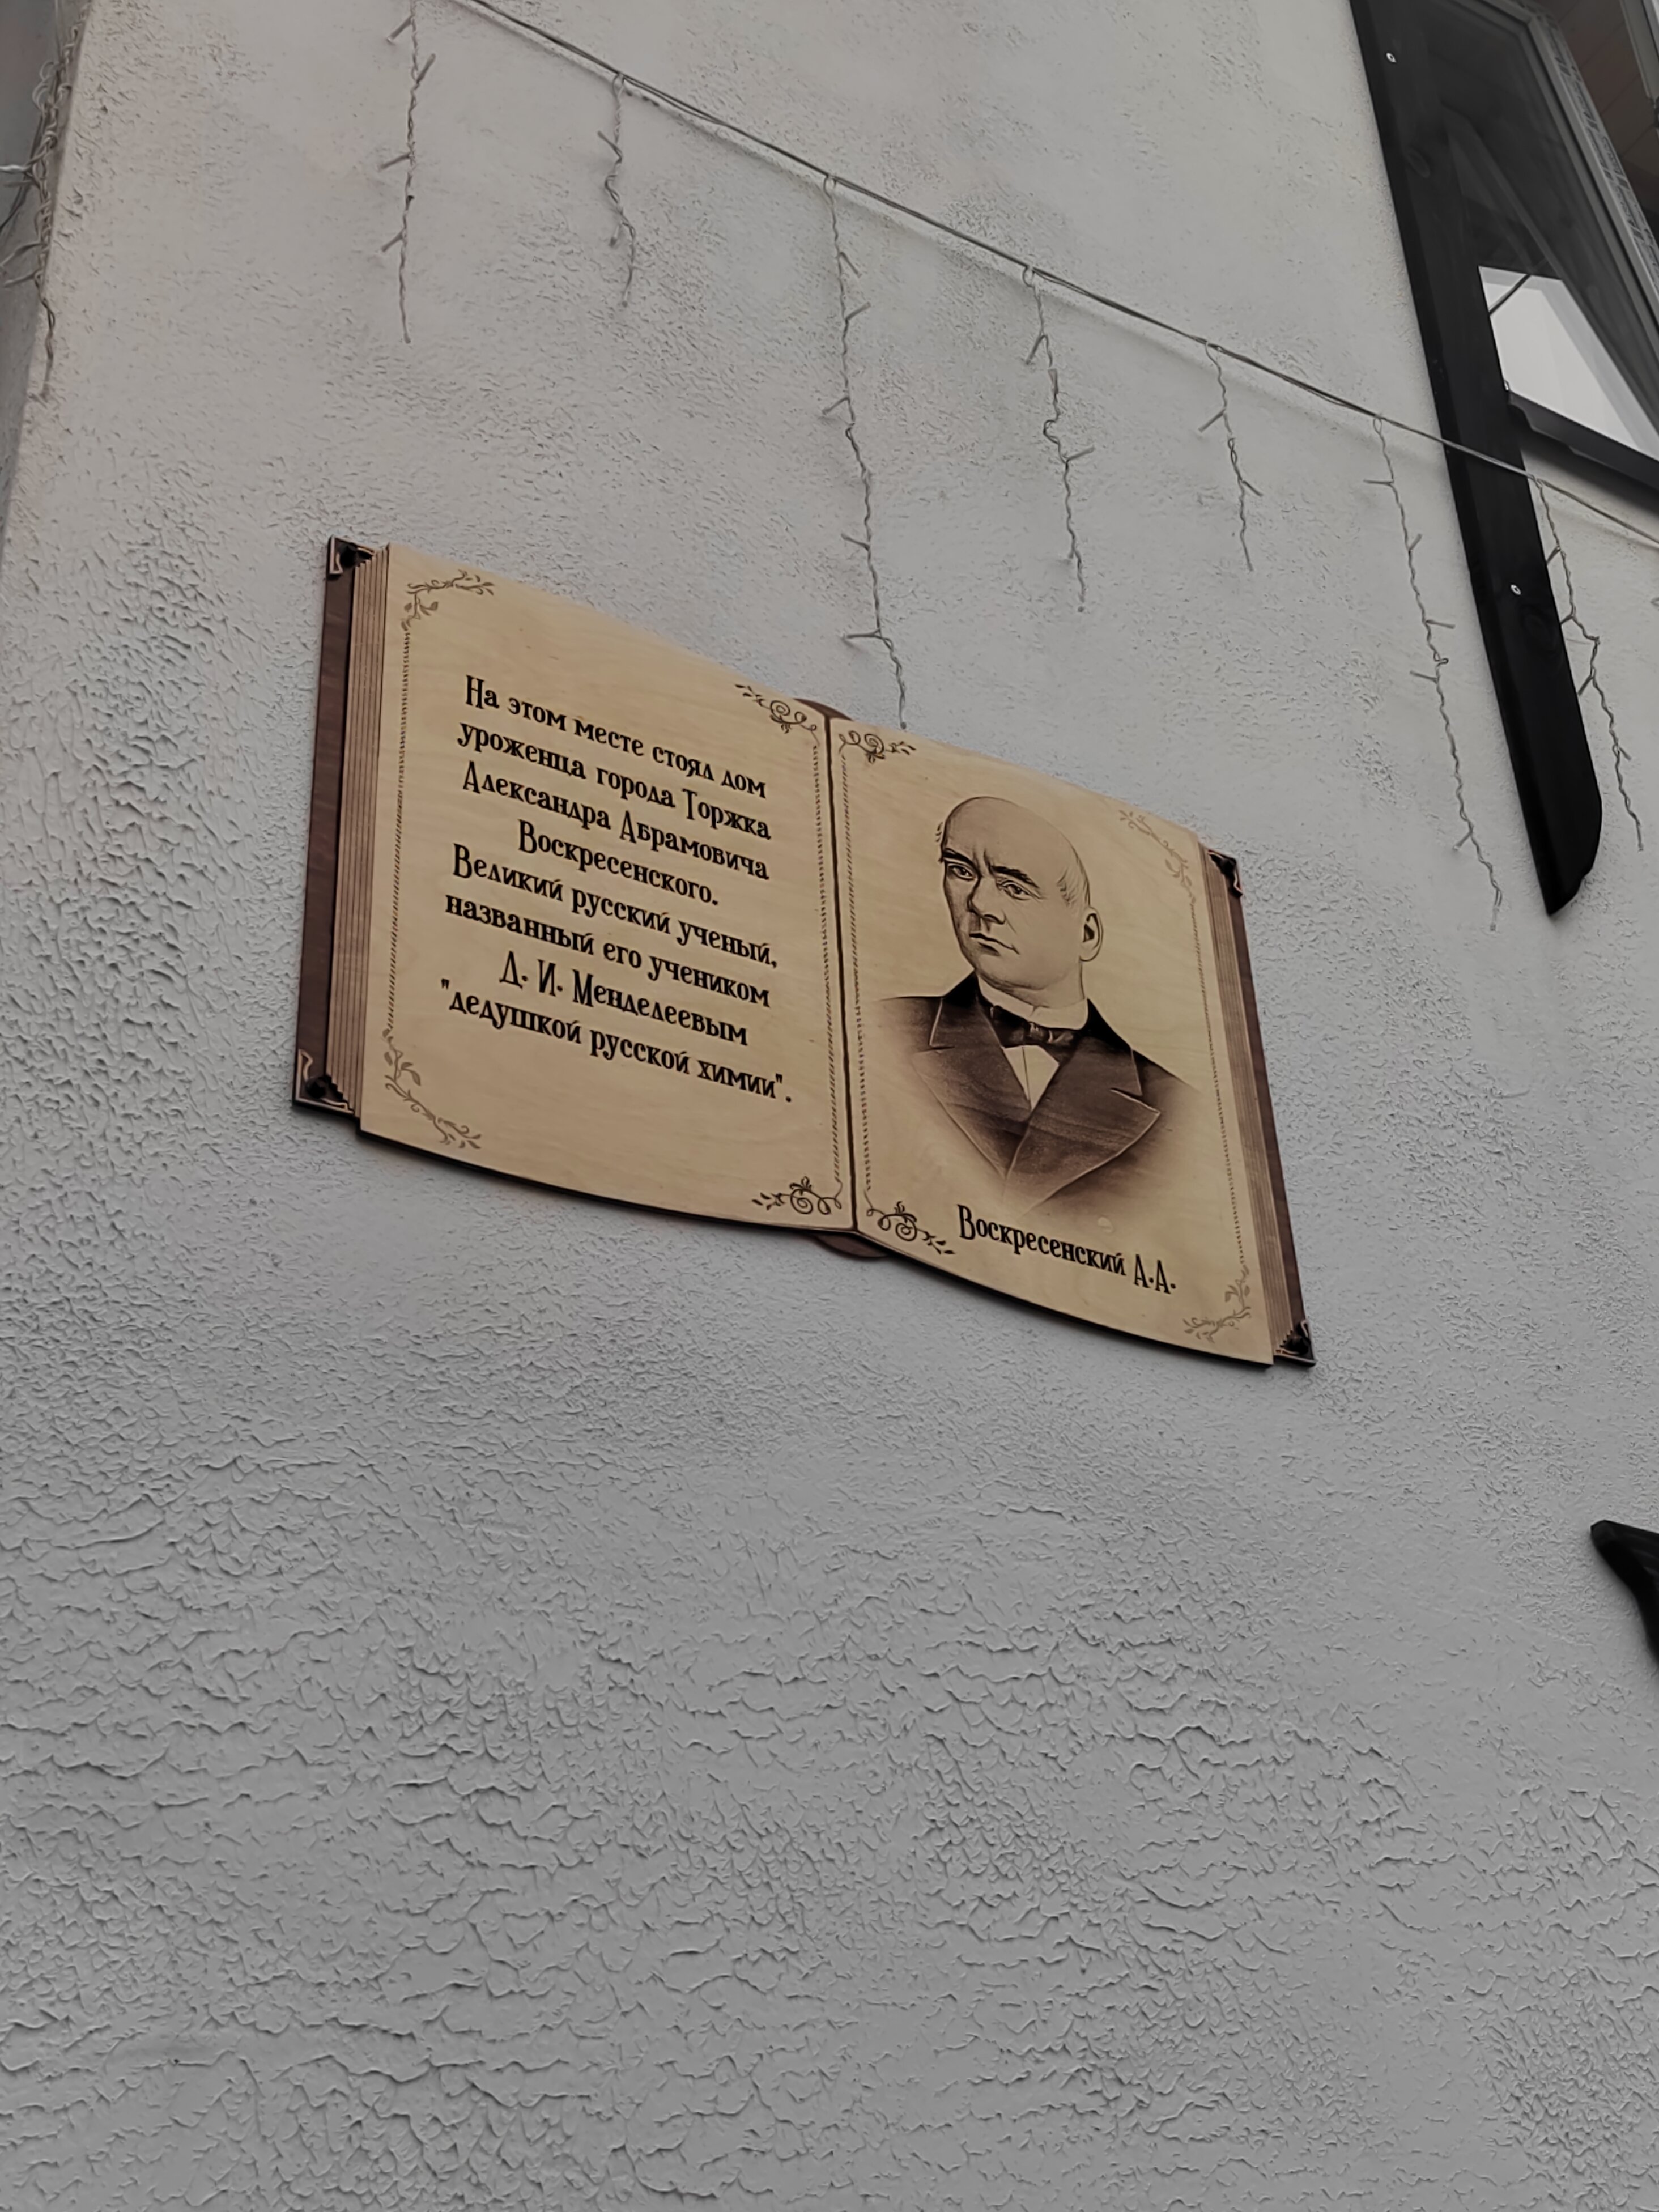 На этом месте стоял дом
уроженца города Торжка
Александра Абрамовича
Воскресенского.
Великий русский ученый,
названный его учеником
Д. И. Менделеевым
"дедушкой русской химии".
Воскресенский А.А.